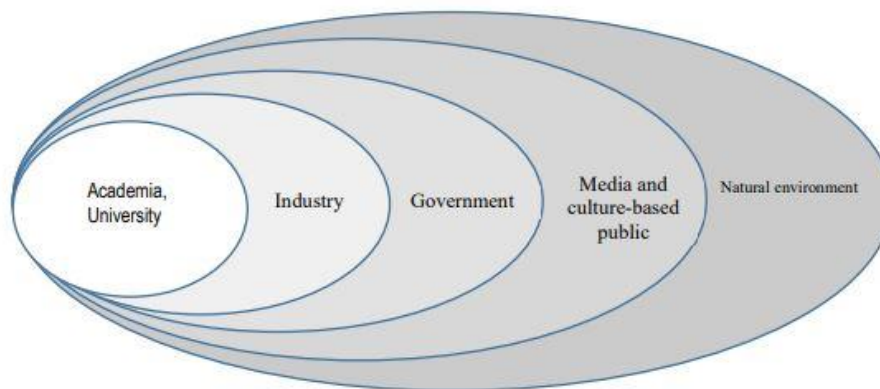 Academia,
University
Industry
Government
Media and
culture-based
public
Natural environment